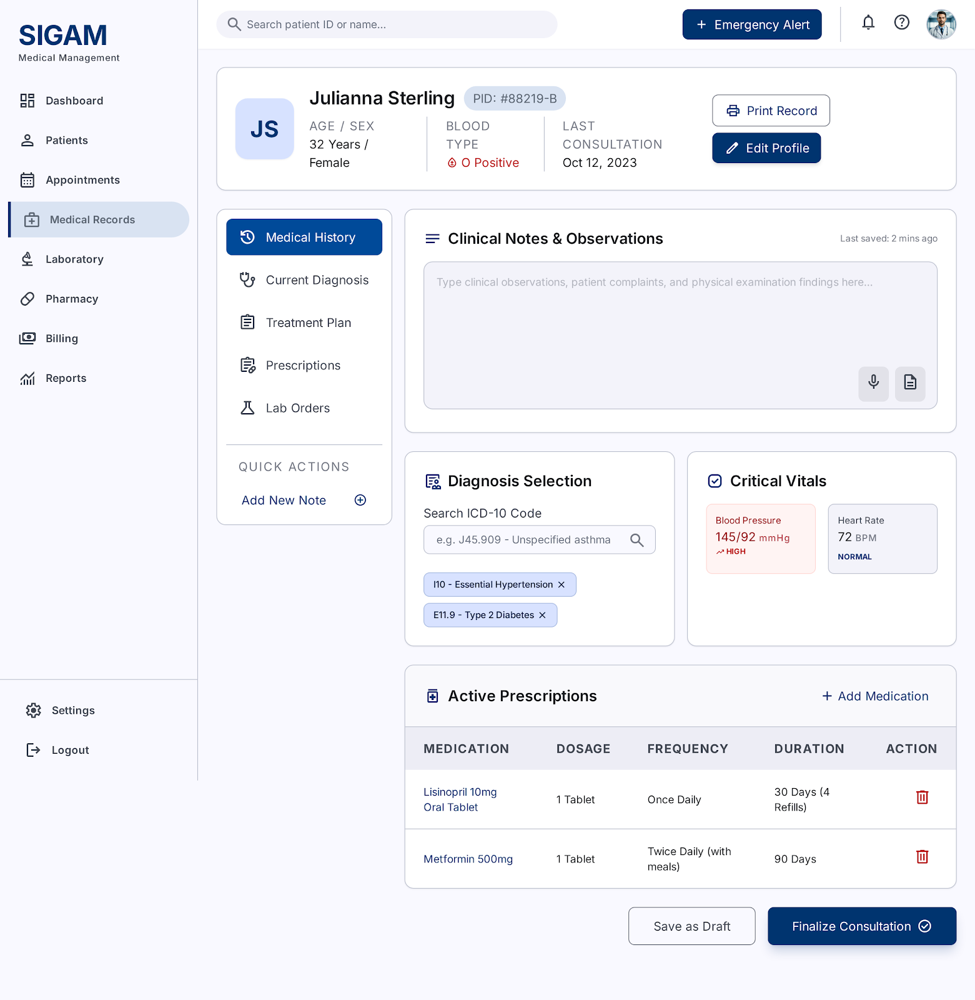 SIGAM
Medical Management
Dashboard
Patients
Appointments
Medical Records
Laboratory
Pharmacy
Billing
Reports
Settings
Logout
Search patient ID or name...
+ Emergency Alert
JS
Julianna Sterling
PID: #88219-B
AGE / SEX
32 Years /
Female
BLOOD
TYPE
O Positive
LAST
CONSULTATION
Oct 12, 2023
Print Record
Edit Profile
Medical History
Current Diagnosis
Treatment Plan
Prescriptions
Lab Orders
QUICK ACTIONS
Add New Note
Clinical Notes & Observations
Last saved: 2 mins ago
Type clinical observations, patient complaints, and physical examination findings here...
Diagnosis Selection
Search ICD-10 Code
e.g. J45.909 - Unspecified asthma
I10 - Essential Hypertension
E11.9 - Type 2 Diabetes
Critical Vitals
Blood Pressure
145/92 mmHg
HIGH
Heart Rate
72 BPM
NORMAL
Active Prescriptions
+ Add Medication
MEDICATION DOSAGE FREQUENCY DURATION ACTION
Lisinopril 10mg
Oral Tablet
1 Tablet
Once Daily
30 Days (4
Refills)
Metformin 500mg
1 Tablet
Twice Daily (with
meals)
90 Days
Save as Draft
Finalize Consultation